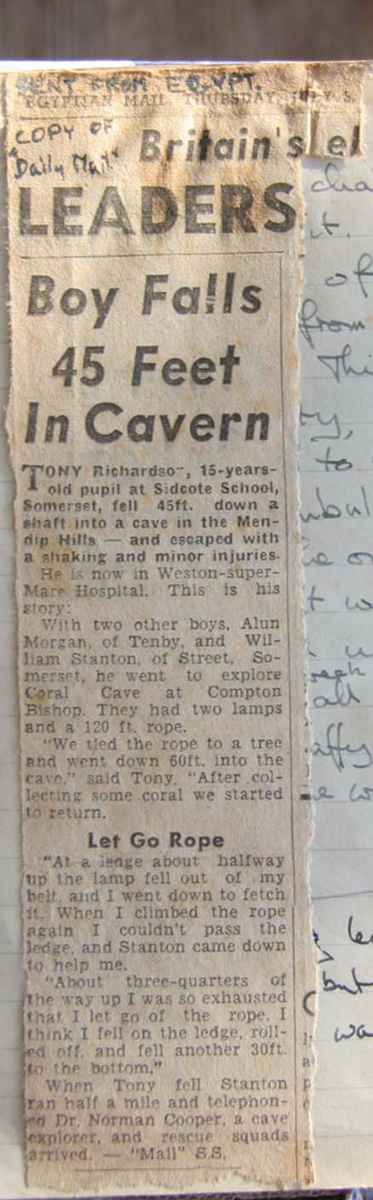 SENT FROM EGYPT.
EGYPTIAN MAIL, THURSDAY, JULY 5.
COPY OF
"Daily Mail"
Britain's el
LEADERS
Boy Falls
45 Feet
In Cavern
TONY Richardson, 15-years-
old pupil at Sidcote School,
Somerset, fell 45ft. down a
shaft into a cave in the Men-
dip Hills — and escaped with
a shaking and minor injuries.
He is now in Weston-super-
Mare Hospital. This is his
story:
With two other boys, Alun
Morgan, of Tenby, and Wil-
liam Stanton, of Street, So-
merset, he went to explore
Coral Cave at Compton
Bishop. They had two lamps
and a 120 ft. rope.
"We tied the rope to a tree
and went down 60ft. into the
cave," said Tony. "After col-
lecting some coral we started
to return.
Let Go Rope
"At a ledge about halfway
up the lamp fell out of my
belt, and I went down to fetch
it. When I climbed the rope
again I couldn't pass the
ledge, and Stanton came down
to help me.
"About three-quarters of
the way up I was so exhausted
that I let go of the rope. I
think I fell on the ledge, roll-
ed off, and fell another 30ft.
to the bottom."
When Tony fell Stanton
ran half a mile and telephon-
ed Dr. Norman Cooper, a cave
explorer, and rescue squads
arrived. — "Mail" S.S.
it.
of
from
to
but